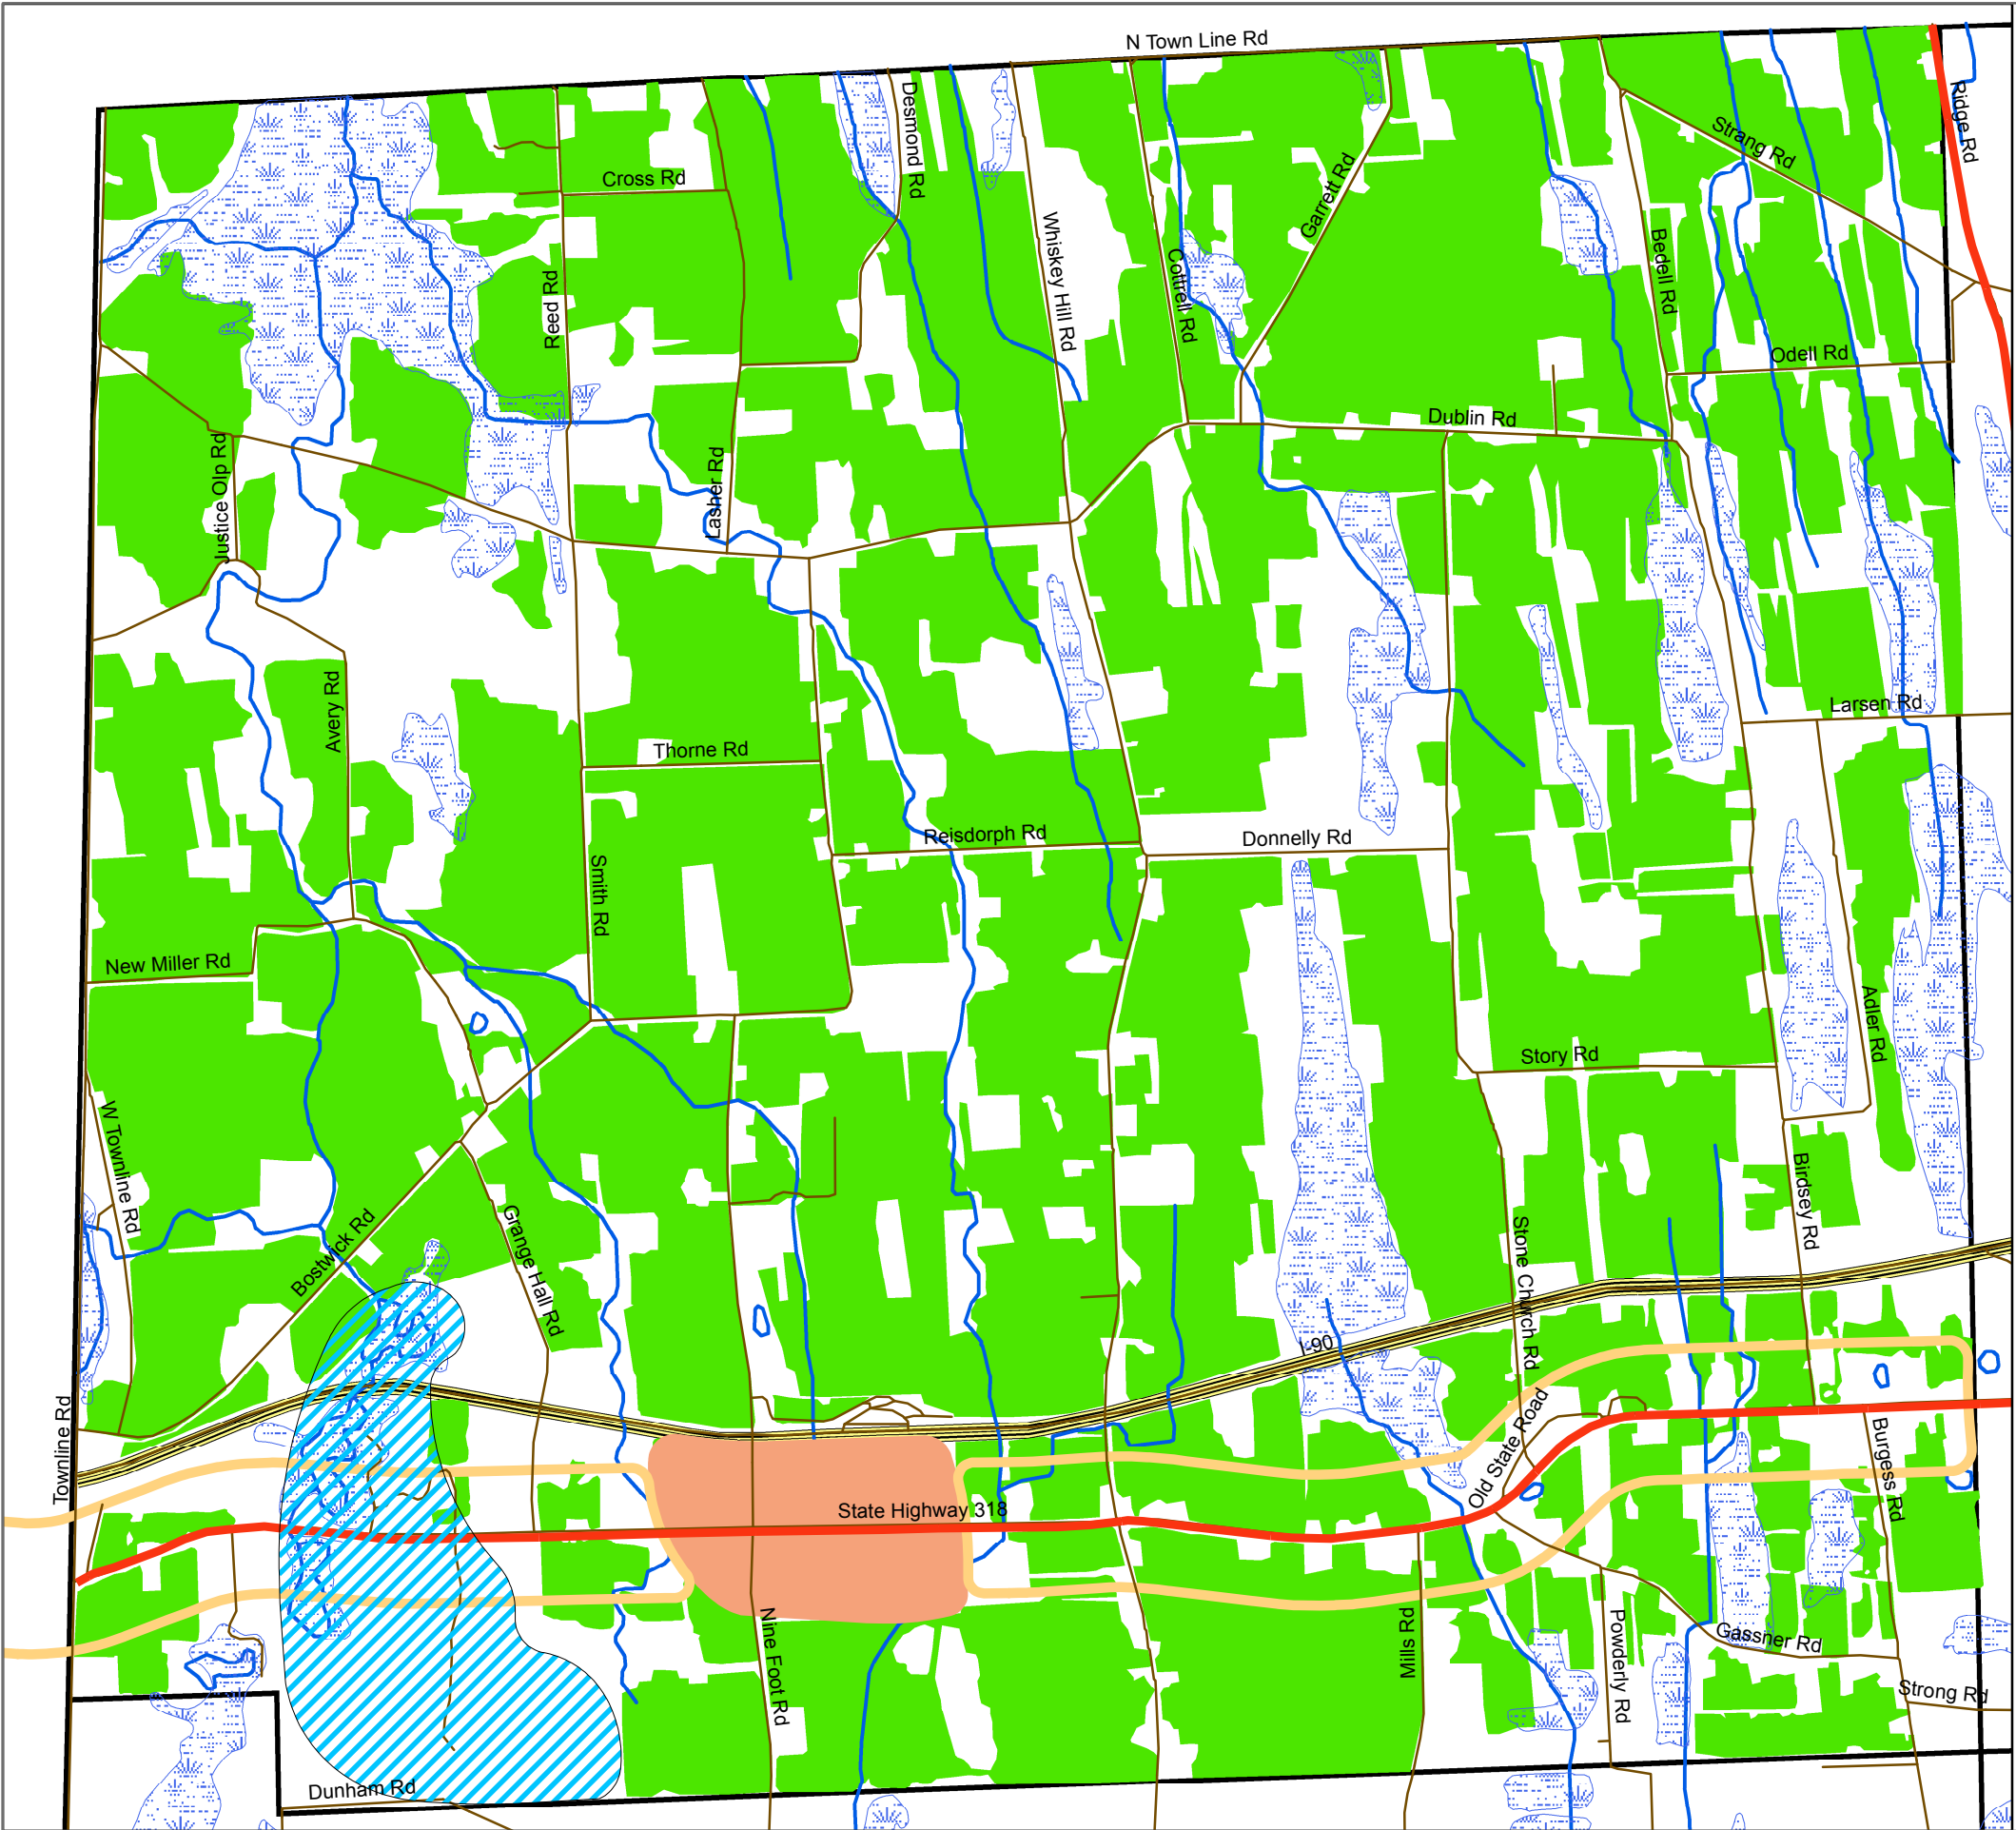 N Town Line Rd
Ridge Rd
Desmond Rd
Strang Rd
Cross Rd
Garrett Rd
Whiskey Hill Rd
Cottrell Rd
Bedell Rd
Reed Rd
Odell Rd
Dublin Rd
Justice Olp Rd
Lasher Rd
Avery Rd
Larsen Rd
Thorne Rd
Reisdorph Rd
Donnelly Rd
Smith Rd
New Miller Rd
Adler Rd
Story Rd
W Townline Rd
Birdsey Rd
Bostwick Rd
Grange Hall Rd
Stone Church Rd
I-90
Townline Rd
Old State Road
Burgess Rd
State Highway 318
Nine Foot Rd
Mills Rd
Powderly Rd
Gassner Rd
Strong Rd
Dunham Rd